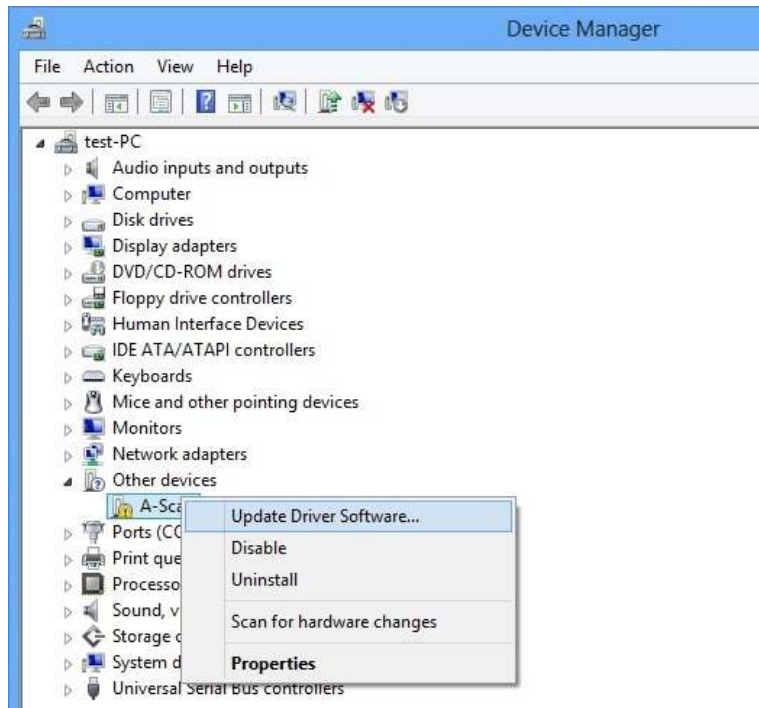 Device Manager
File Action View Help
test-PC
Audio inputs and outputs
Computer
Disk drives
Display adapters
DVD/CD-ROM drives
Floppy drive controllers
Human Interface Devices
IDE ATA/ATAPI controllers
Keyboards
Mice and other pointing devices
Monitors
Network adapters
Other devices
A-Sca
Update Driver Software...
Ports (CO
Disable
Print que
Uninstall
Processo
Sound, v
Scan for hardware changes
Storage c
System d
Properties
Universal Serial Bus controllers